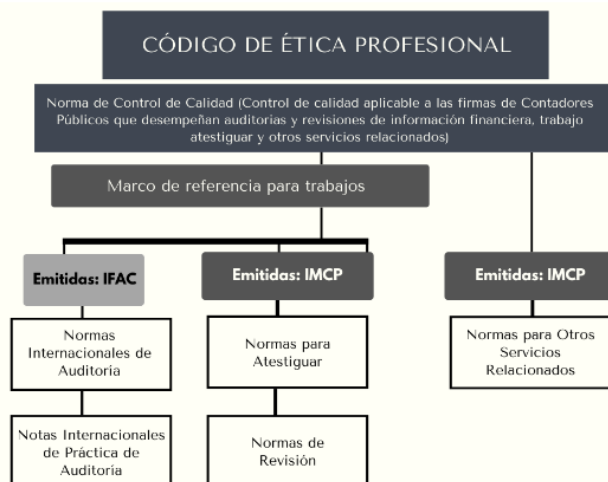 CÓDIGO DE ÉTICA PROFESIONAL
Norma de Control de Calidad (Control de calidad aplicable a las firmas de Contadores
Públicos que desempeñan auditorias y revisiones de información financiera, trabajo
atestiguar y otros servicios relacionados)
Marco de referencia para trabajos
Emitidas: IFAC
Emitidas: IMCP
Emitidas: IMCP
Normas
Internacionales de
Auditoría
Normas para
Atestiguar
Normas para Otros
Servicios
Relacionados
Notas Internacionales
de Práctica de
Auditoría
Normas de
Revisión